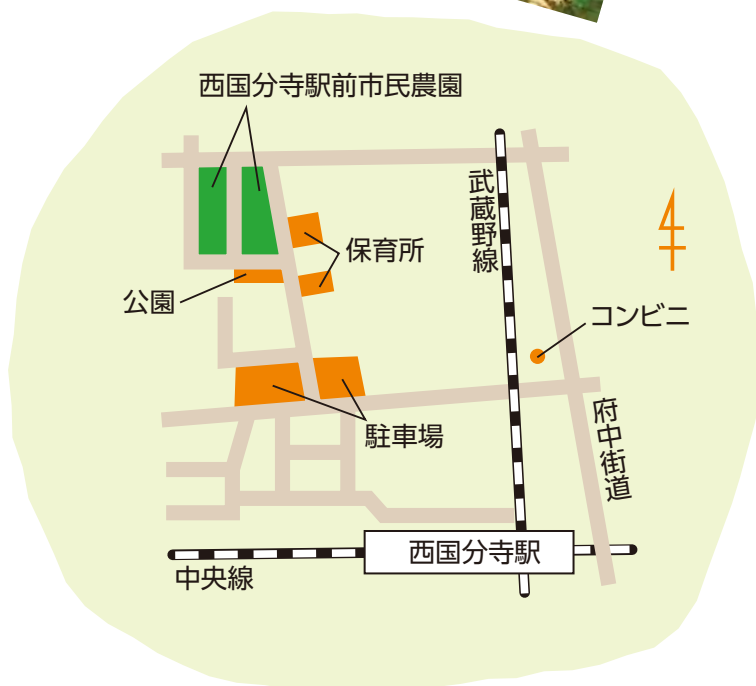 西国分寺駅前市民農園
武蔵野線
保育所
公園
コンビニ
府中街道
駐車場
西国分寺駅
中央線